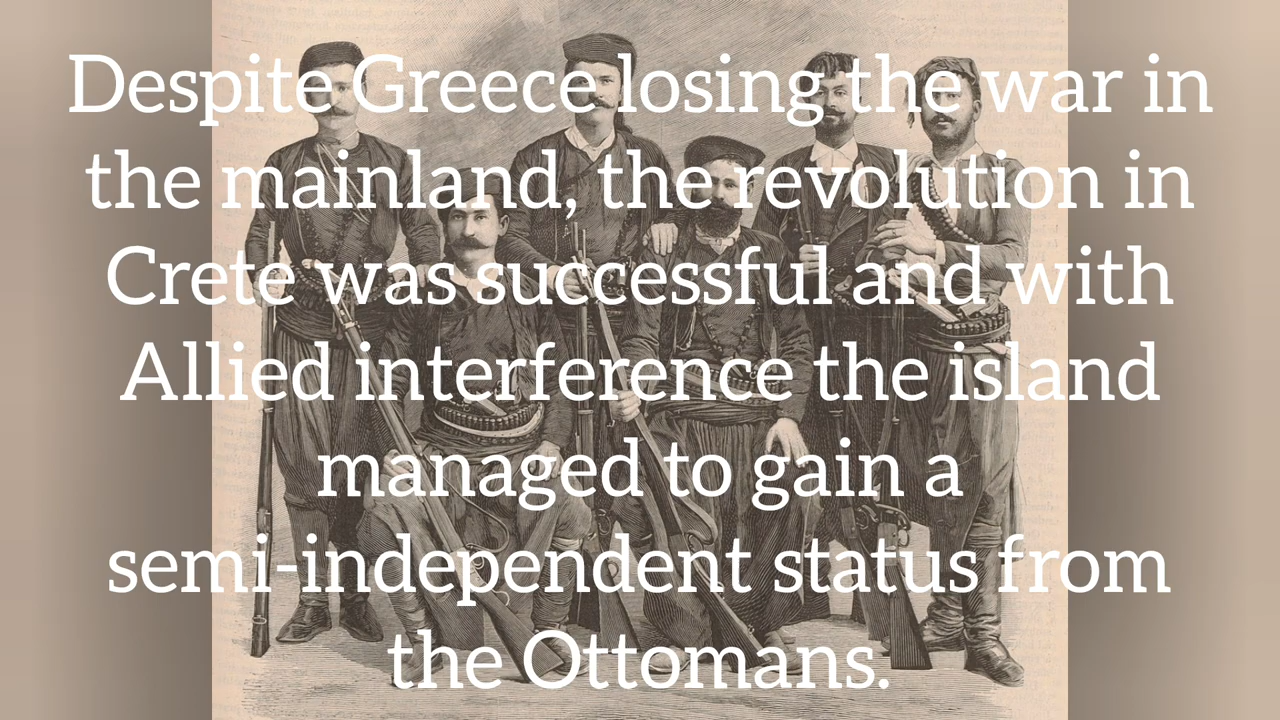 Despite Greece losing the war in
the mainland, the revolution in
Crete was successful and with
Allied interference the island
managed to gain a
semi-independent status from
the Ottomans.